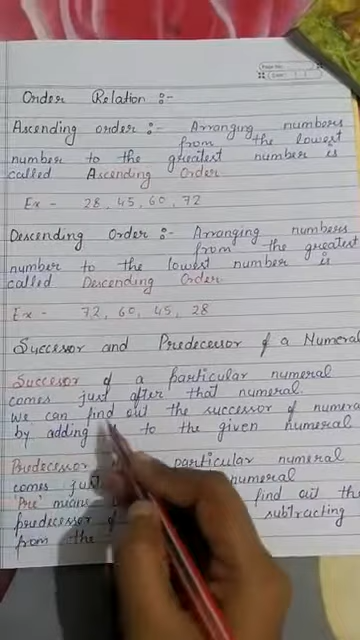 Order Relation :-
Ascending order :- Arranging numbers
from the lowest
number to the greatest number is
called Ascending Order
Ex - 28, 45, 60, 72
Descending Order :- Arranging numbers
from the greatest
number to the lowest number is
called Descending Order
Ex - 72, 60, 45, 28
Successor and Predecessor of a Numeral
Succesor of a particular numeral
comes just after that numeral.
we can find out the successor of
by adding to the given numeral
Predecessor particular numeral
comes numeral
'Pre' means find out the
predecessor of subtracting
from the